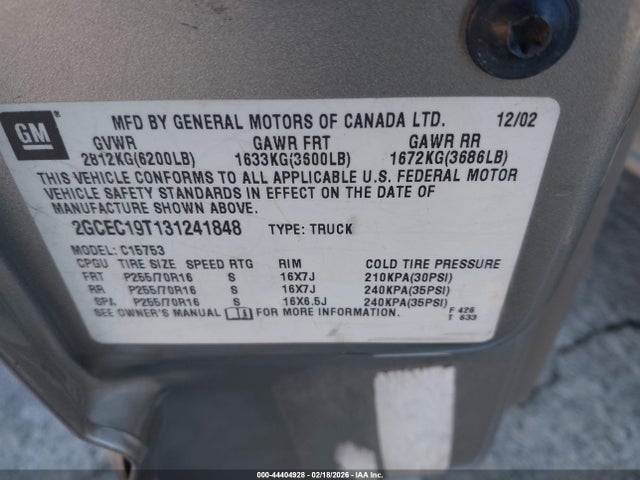 GM
MFD BY GENERAL MOTORS OF CANADA LTD. 12/02
GVWR GAWR FRT GAWR RR
2812KG(6200LB) 1633KG(3600LB) 1672KG(3686LB)
THIS VEHICLE CONFORMS TO ALL APPLICABLE U.S. FEDERAL MOTOR
VEHICLE SAFETY STANDARDS IN EFFECT ON THE DATE OF
MANUFACTURE SHOWN ABOVE.
2GCEC19T131241848 TYPE: TRUCK
MODEL: C15753
CPGU TIRE SIZE SPEED RTG RIM COLD TIRE PRESSURE
FRT P255/70R16 S 16X7J 210KPA(30PSI)
RR P255/70R16 S 16X7J 240KPA(35PSI)
SPA P255/70R16 S 16X6.5J 240KPA(35PSI)
SEE OWNER'S MANUAL FOR MORE INFORMATION.
F 426
T 633
000-44404928 - 02/18/2026 - IAA Inc.